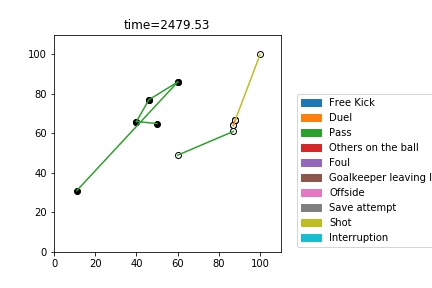 time=2479.53
100
80
60
40
20
0
0 20 40 60 80 100
Free Kick
Duel
Pass
Others on the ball
Foul
Goalkeeper leaving l
Offside
Save attempt
Shot
Interruption